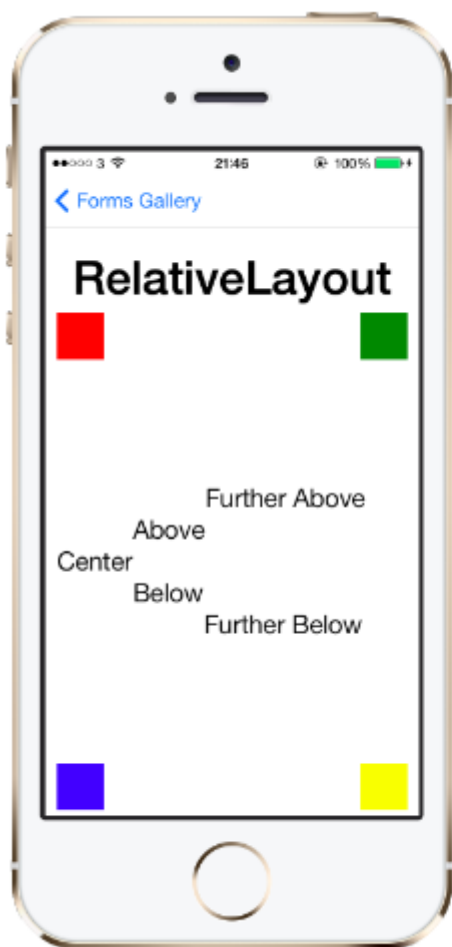 3 21:46 100%
Forms Gallery
RelativeLayout
Further Above
Above
Center
Below
Further Below